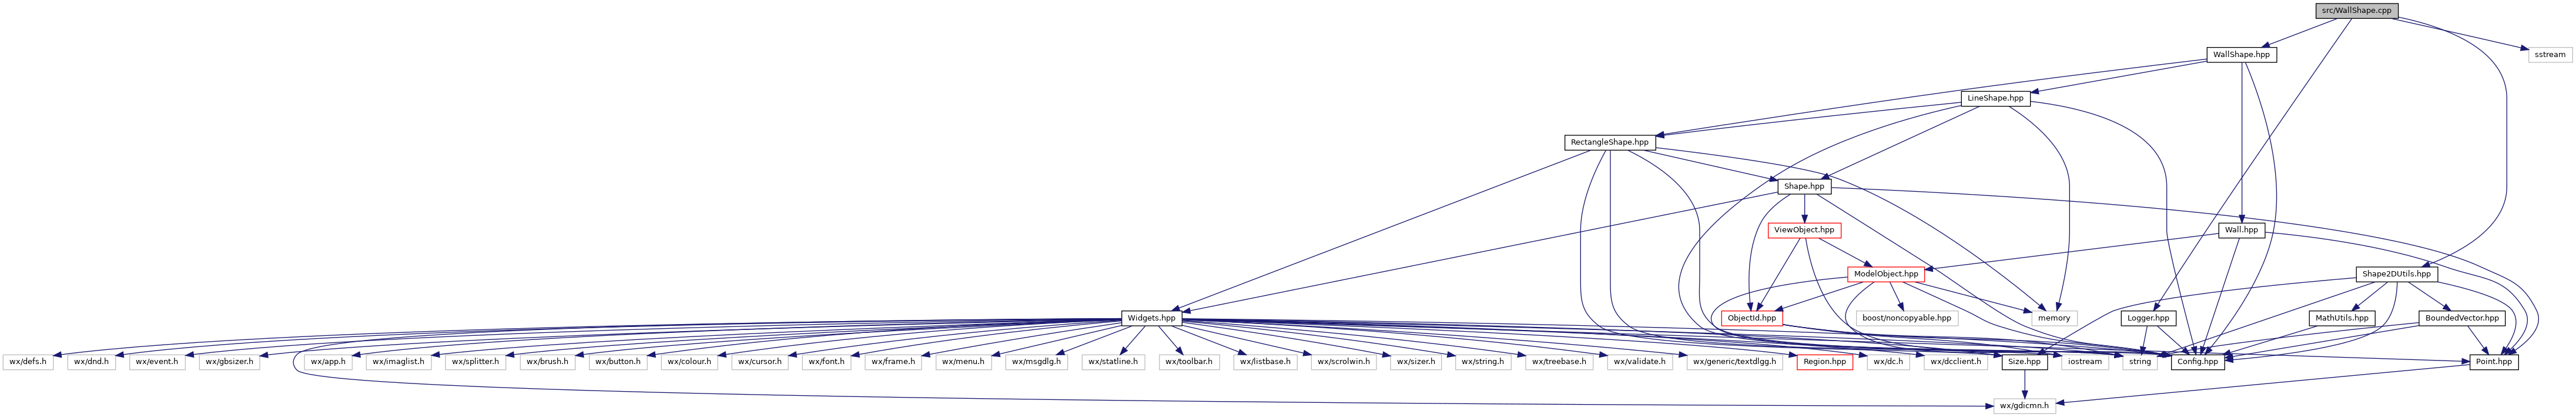 src/WallShape.cpp
WallShape.hpp
sstream
LineShape.hpp
RectangleShape.hpp
Shape.hpp
ViewObject.hpp
Wall.hpp
ModelObject.hpp
Shape2DUtils.hpp
Widgets.hpp
ObjectId.hpp
boost/noncopyable.hpp
memory
Logger.hpp
MathUtils.hpp
BoundedVector.hpp
wx/defs.h
wx/dnd.h
wx/event.h
wx/gbsizer.h
wx/app.h
wx/imaglist.h
wx/splitter.h
wx/brush.h
wx/button.h
wx/colour.h
wx/cursor.h
wx/font.h
wx/frame.h
wx/menu.h
wx/msgdlg.h
wx/statline.h
wx/toolbar.h
wx/listbase.h
wx/scrolwin.h
wx/sizer.h
wx/string.h
wx/treebase.h
wx/validate.h
wx/generic/textdlgg.h
Region.hpp
wx/dc.h
wx/dcclient.h
Size.hpp
iostream
string
Config.hpp
Point.hpp
wx/gdicmn.h